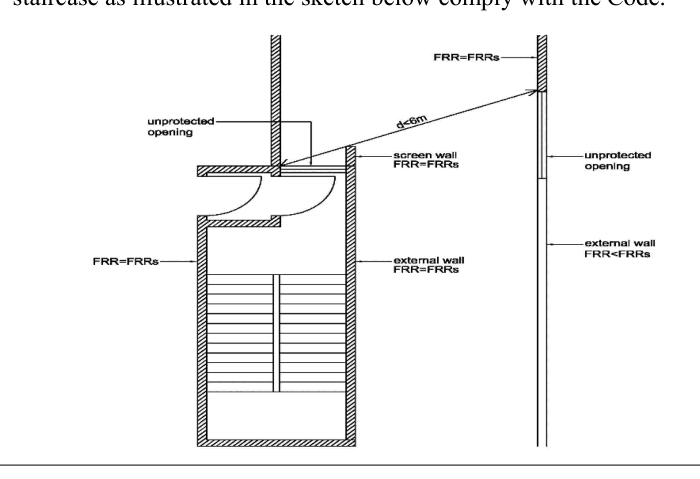 staircase as illustrated in the sketch below comply with the Code:
FRR=FRRs
unprotected
opening
d<6m
screen wall
FRR=FRRs
unprotected
opening
external wall
FRR<FRRs
FRR=FRRs
external wall
FRR=FRRs